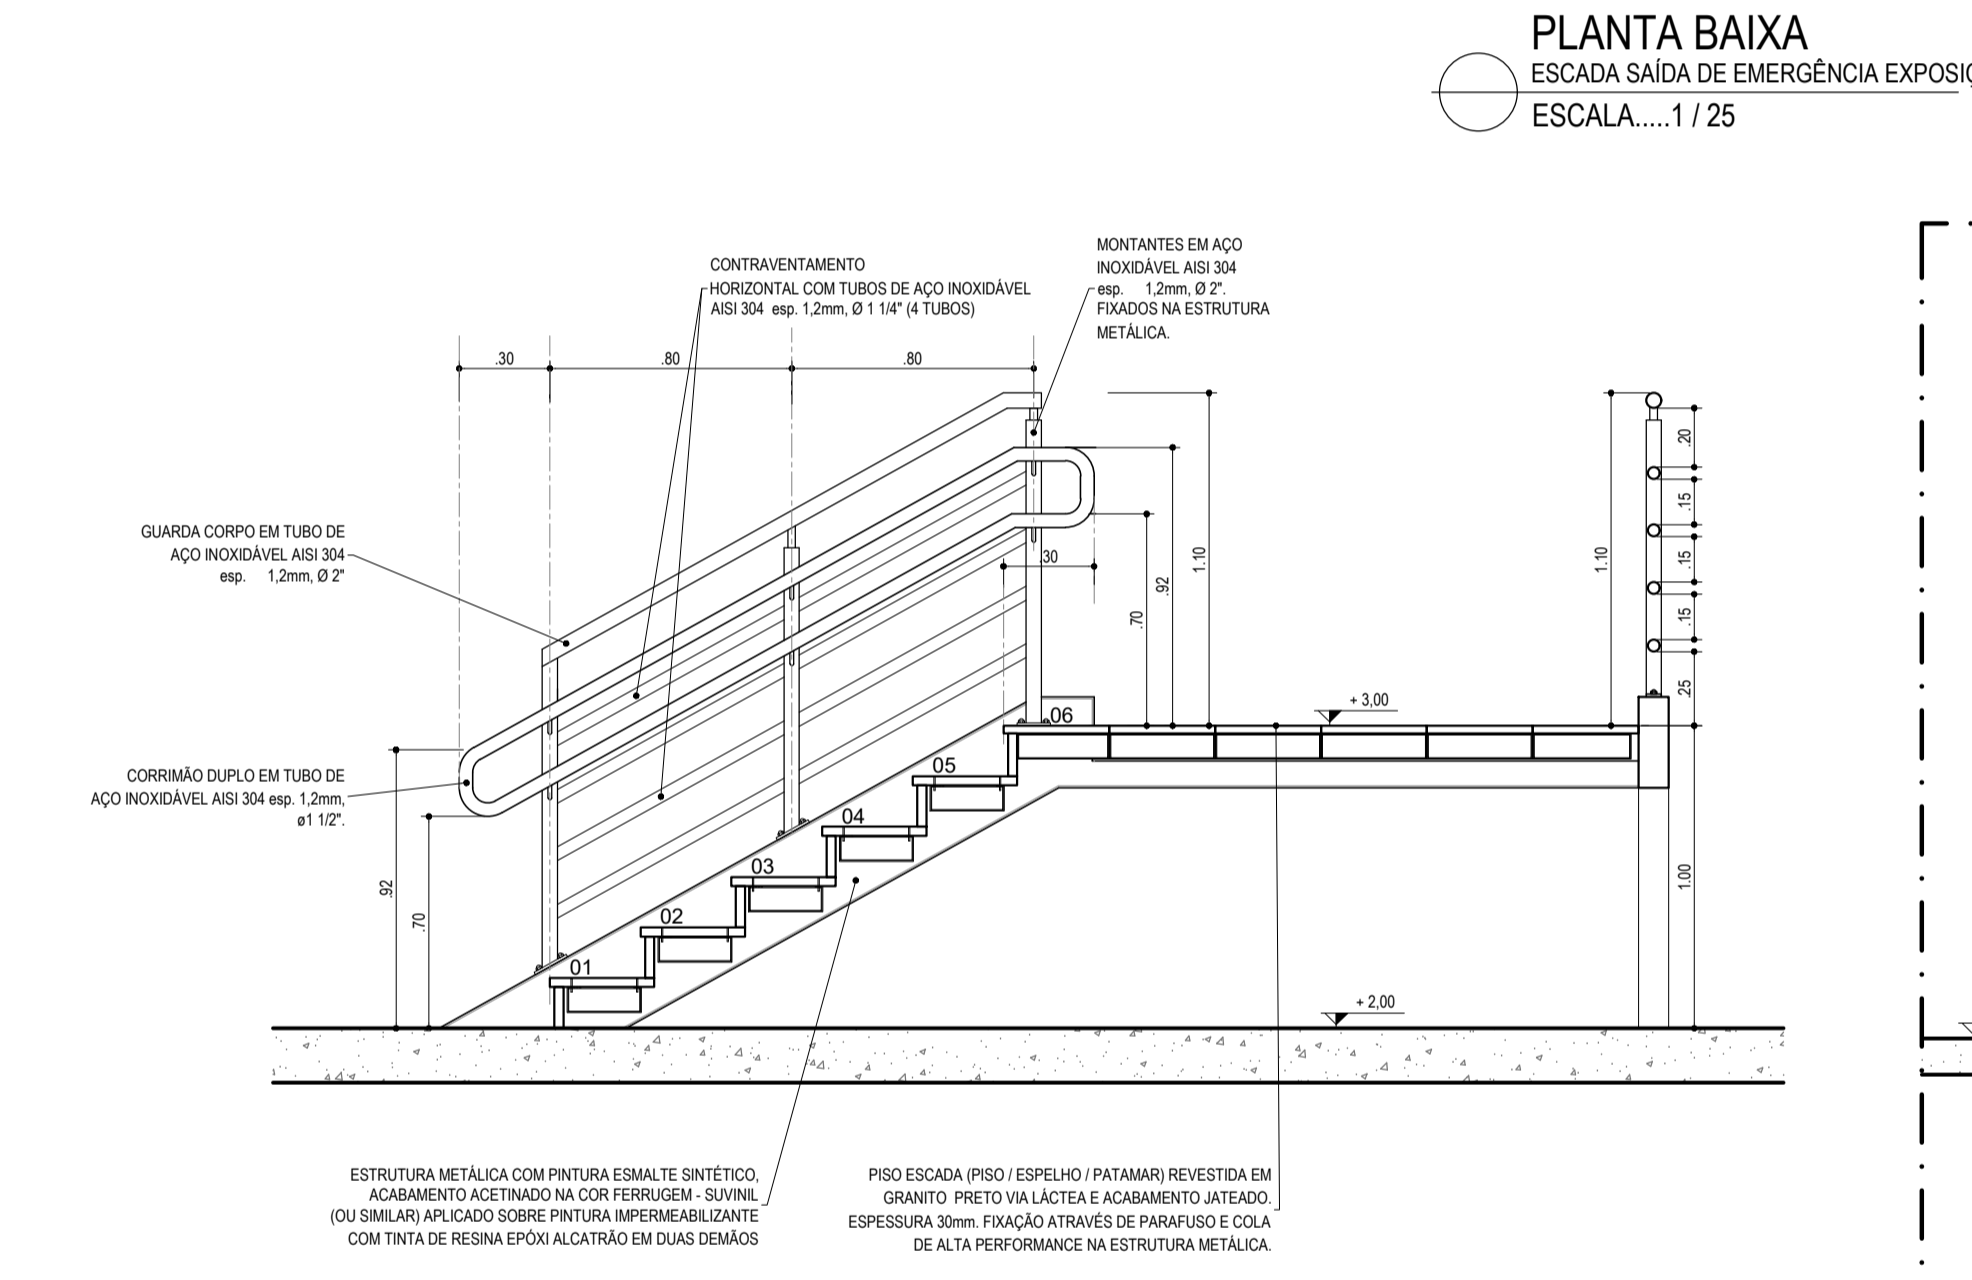 PLANTA BAIXA
ESCADA SAÍDA DE EMERGÊNCIA
ESCALA.....1 / 25
CONTRAVENTAMENTO
HORIZONTAL COM TUBOS DE AÇO INOXIDÁVEL
AISI 304 esp. 1,2mm, Ø 1 1/4" (4 TUBOS)
MONTANTES EM AÇO
INOXIDÁVEL AISI 304
esp. 1,2mm, Ø 2".
FIXADOS NA ESTRUTURA
METÁLICA.
.30
.80
.80
GUARDA CORPO EM TUBO DE
AÇO INOXIDÁVEL AISI 304
esp. 1,2mm, Ø 2"
CORRIMÃO DUPLO EM TUBO DE
AÇO INOXIDÁVEL AISI 304 esp. 1,2mm,
ø1 1/2".
.92
.70
.30
.70
.92
1.10
1.10
.20
.15
.15
.15
.25
1.00
+ 3,00
+ 2,00
06
05
04
03
02
01
ESTRUTURA METÁLICA COM PINTURA ESMALTE SINTÉTICO,
ACABAMENTO ACETINADO NA COR FERRUGEM - SUVINIL
(OU SIMILAR) APLICADO SOBRE PINTURA IMPERMEABILIZANTE
COM TINTA DE RESINA EPÓXI ALCATRÃO EM DUAS DEMÃOS
PISO ESCADA (PISO / ESPELHO / PATAMAR) REVESTIDA EM
GRANITO PRETO VIA LÁCTEA E ACABAMENTO JATEADO.
ESPESSURA 30mm. FIXAÇÃO ATRAVÉS DE PARAFUSO E COLA
DE ALTA PERFORMANCE NA ESTRUTURA METÁLICA.